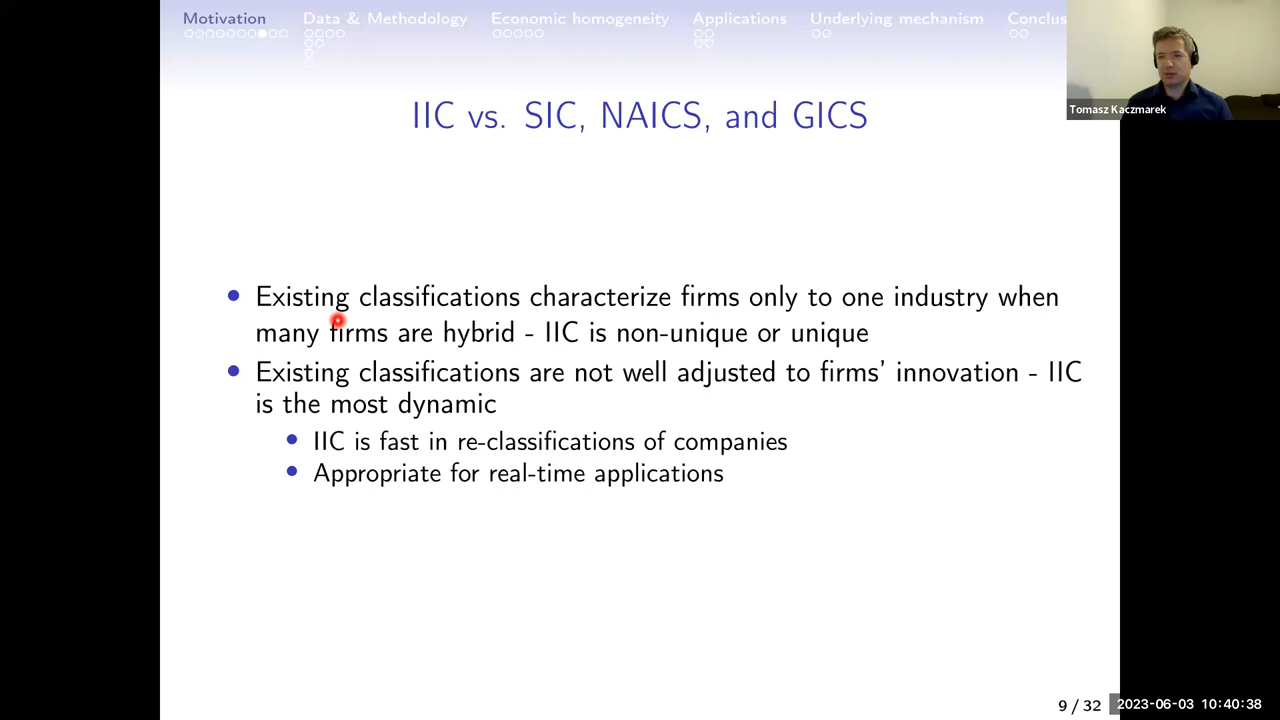 Motivation Data & Methodology Economic homogeneity Applications Underlying mechanism Conclus
Tomasz Kaczmarek
IIC vs. SIC, NAICS, and GICS
Existing classifications characterize firms only to one industry when
many firms are hybrid - IIC is non-unique or unique
Existing classifications are not well adjusted to firms' innovation - IIC
is the most dynamic
IIC is fast in re-classifications of companies
Appropriate for real-time applications
9 / 32
2023-06-03 10:40:38